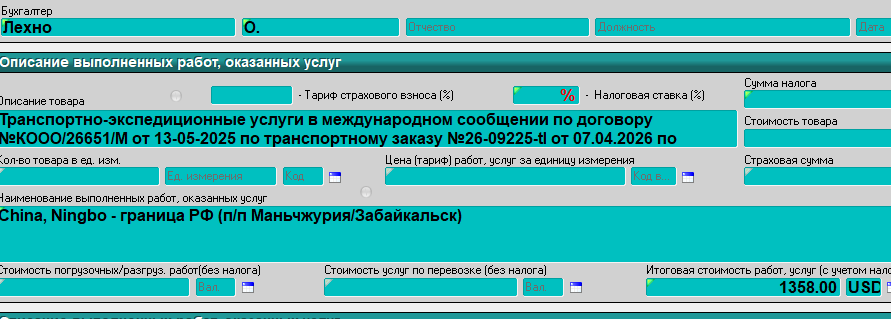 Бухгалтер
Лехно О. Отчество Должность Дата
Описание выполненных работ, оказанных услуг
Описание товара - Тариф страхового взноса (%) % - Налоговая ставка (%) Сумма налога
Транспортно-экспедиционные услуги в международном сообщении по договору
№КООО/26651/М от 13-05-2025 по транспортному заказу №26-09225-tl от 07.04.2026 по
Стоимость товара
Кол-во товара в ед. изм. Цена (тариф) работ, услуг за единицу измерения Страховая сумма
Ед. измерения Код Код в...
Наименование выполненных работ, оказанных услуг
China, Ningbo - граница РФ (п/п Маньчжурия/Забайкальск)
Стоимость погрузочных/разгруз. работ(без налога) Стоимость услуг по перевозке (без налога) Итоговая стоимость работ, услуг (с учетом нало
Вал. Вал. 1358.00 USD